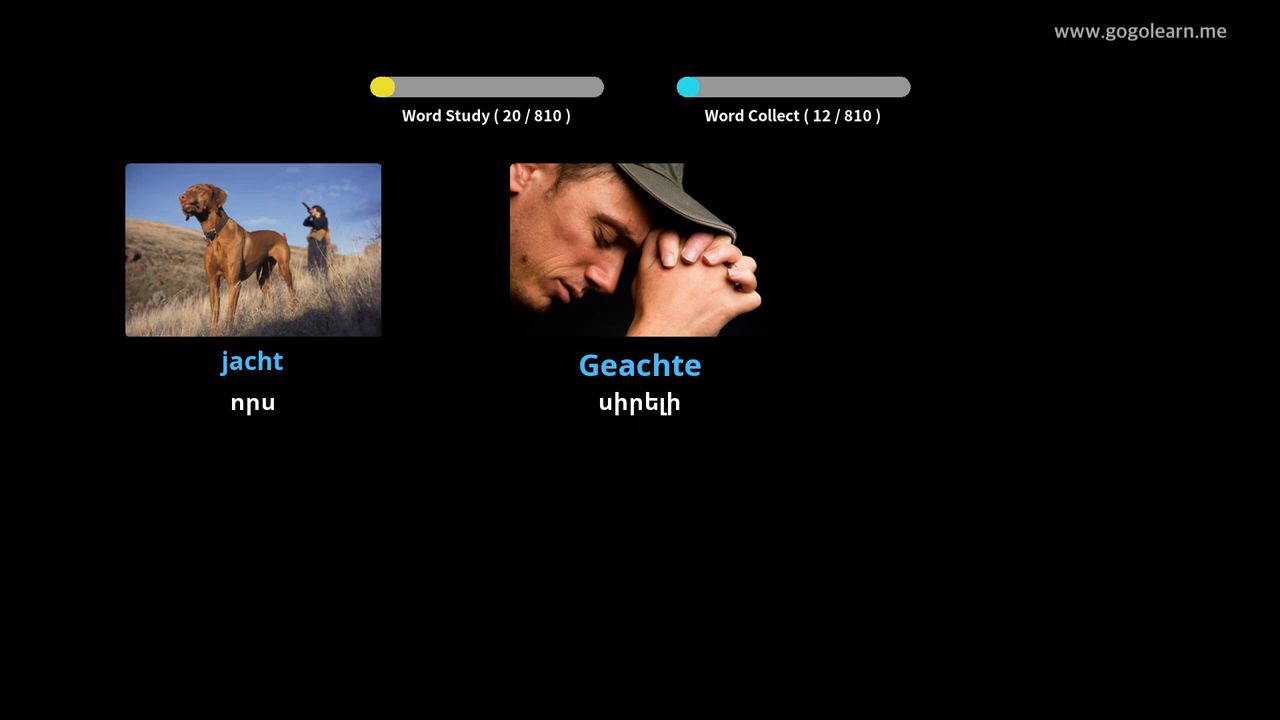 www.gogolearn.me
Word Study ( 20 / 810 )
Word Collect ( 12 / 810 )
jacht
Geachte
որս
սիրելի